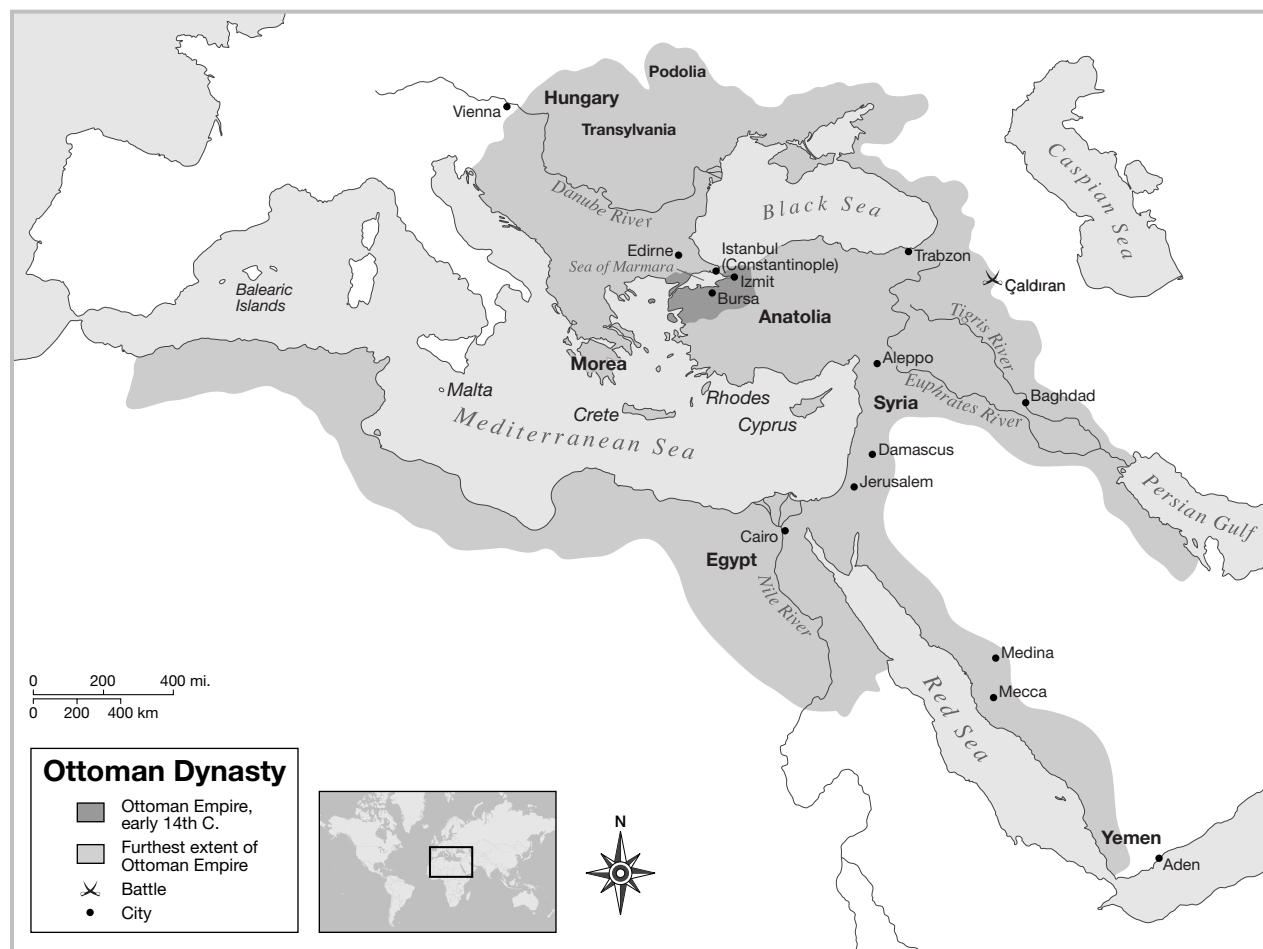 Podolia
Hungary
Vienna
Transylvania
Caspian Sea
Danube River
Black Sea
Edirne
Istanbul
(Constantinople)
Trabzon
Sea of Marmara
Izmit
Çaldıran
Balearic
Islands
Bursa
Anatolia
Tigris River
Morea
Aleppo
Malta
Euphrates River
Rhodes
Baghdad
Crete
Syria
Cyprus
Mediterranean Sea
Damascus
Jerusalem
Persian Gulf
Cairo
Egypt
Nile River
Medina
Mecca
Red Sea
0 200 400 mi.
0 200 400 km
Ottoman Dynasty
Ottoman Empire,
early 14th C.
Furthest extent of
Ottoman Empire
Battle
City
N
Yemen
Aden